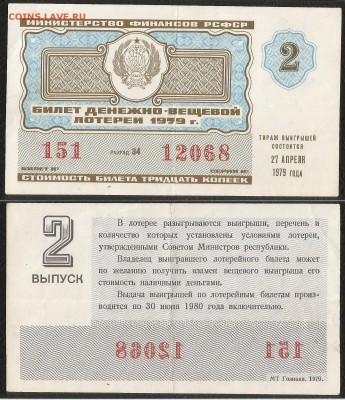 COINS.LAVE.RU
МИНИСТЕРСТВО ФИНАНСОВ РСФСР
2
БИЛЕТ ДЕНЕЖНО-ВЕЩЕВОЙ
ЛОТЕРЕИ 1979 г.
151 РАЗРЯД 34 12068
ТИРАЖ ВЫИГРЫШЕЙ
СОСТОИТСЯ
27 АПРЕЛЯ
1979 ГОДА
СТОИМОСТЬ БИЛЕТА ТРИДЦАТЬ КОПЕЕК
2
ВЫПУСК
В лотерее разыгрываются выигрыши, перечень и
количество которых установлены условиями лотереи,
утвержденными Советом Министров республики.
Владелец выигравшего лотерейного билета может
по желанию получить взамен вещевого выигрыша его
стоимость наличными деньгами.
Выдача выигрышей по лотерейным билетам произ-
водится по 30 июня 1980 года включительно.
12068 151
МТ Гознака. 1979.